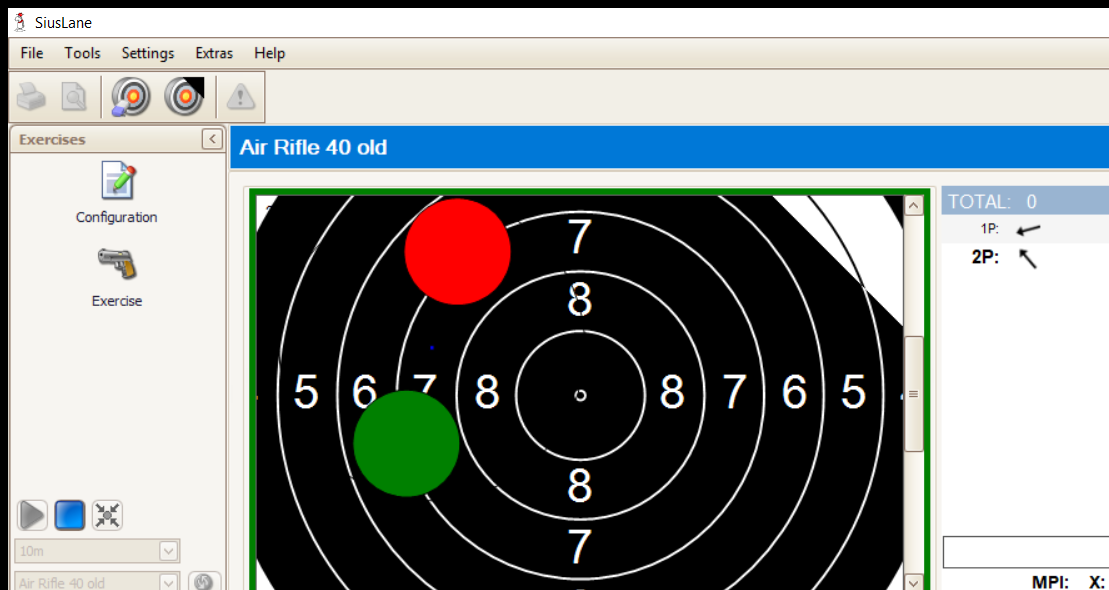 SiusLane
File Tools Settings Extras Help
Exercises
Air Rifle 40 old
Configuration
Exercise
10m
Air Rifle 40 old
7
8
5 6 7 8 8 7 6 5
8
7
TOTAL: 0
1P:
2P:
MPI: X: